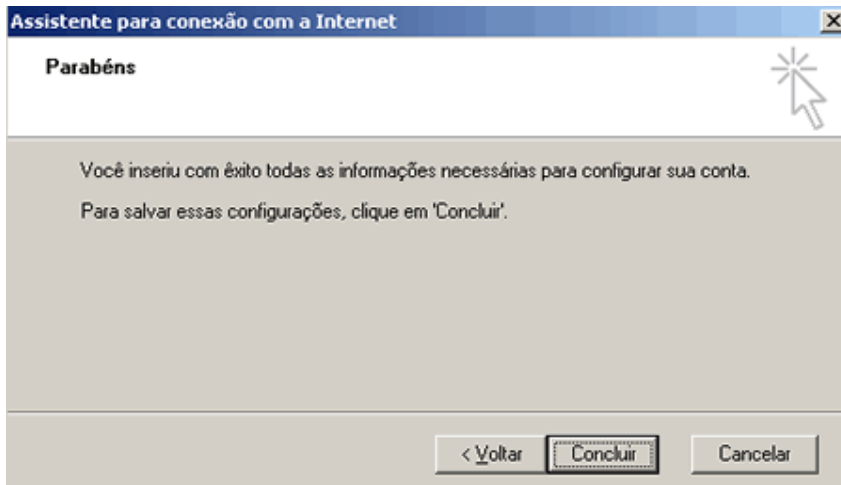 Assistente para conexão com a Internet
Parabéns
Você inseriu com êxito todas as informações necessárias para configurar sua conta.
Para salvar essas configurações, clique em 'Concluir'.
< Voltar Concluir Cancelar